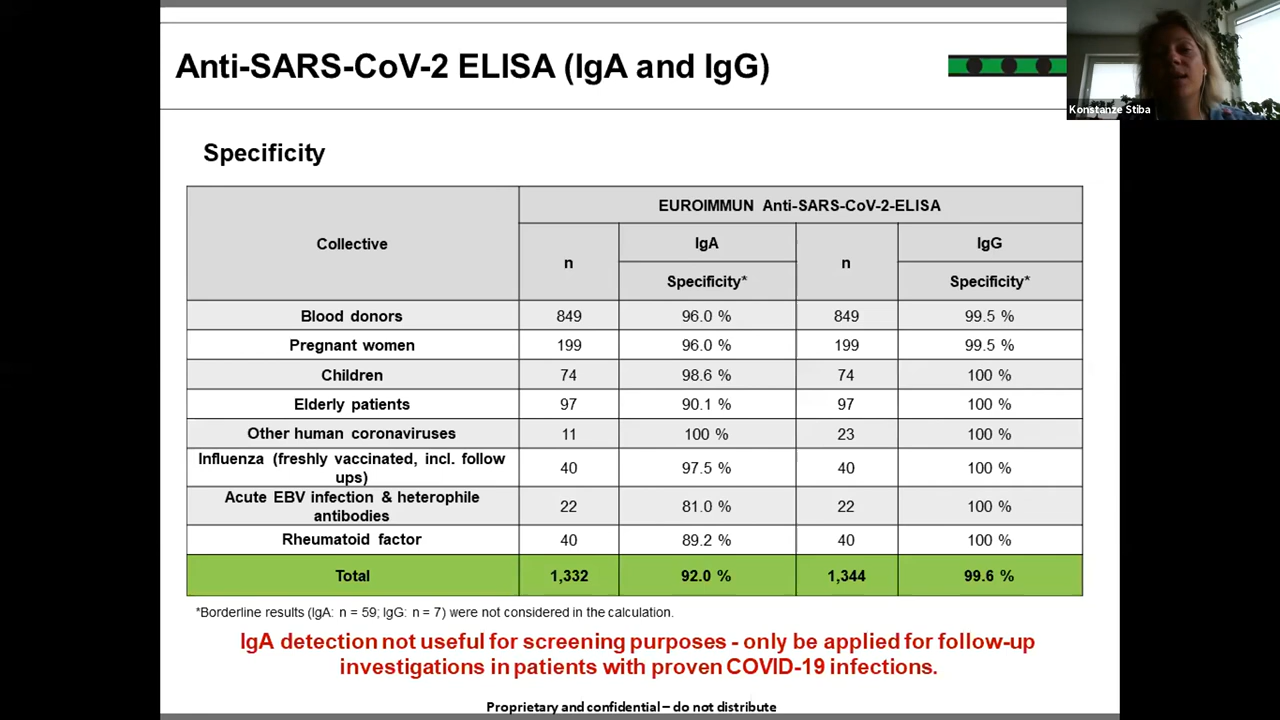 Anti-SARS-CoV-2 ELISA (IgA and IgG)
Konstanze Stiba
Specificity
Collective
EUROIMMUN Anti-SARS-CoV-2-ELISA
n
IgA
n
IgG
Specificity*
Specificity*
Blood donors 849 96.0 % 849 99.5 %
Pregnant women 199 96.0 % 199 99.5 %
Children 74 98.6 % 74 100 %
Elderly patients 97 90.1 % 97 100 %
Other human coronaviruses 11 100 % 23 100 %
Influenza (freshly vaccinated, incl. follow
ups) 40 97.5 % 40 100 %
Acute EBV infection & heterophile
antibodies 22 81.0 % 22 100 %
Rheumatoid factor 40 89.2 % 40 100 %
Total 1,332 92.0 % 1,344 99.6 %
*Borderline results (IgA: n = 59; IgG: n = 7) were not considered in the calculation.
IgA detection not useful for screening purposes - only be applied for follow-up
investigations in patients with proven COVID-19 infections.
Proprietary and confidential – do not distribute